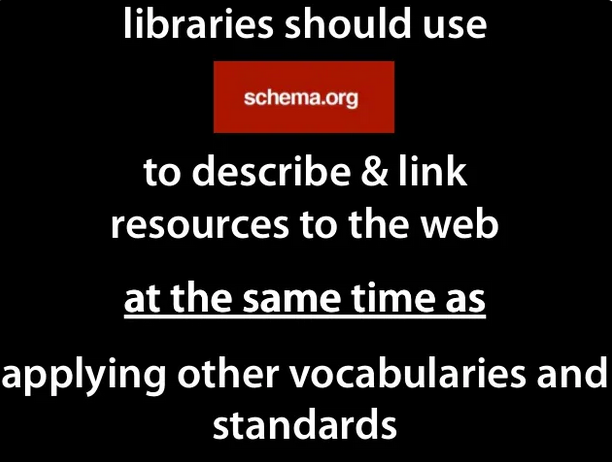 libraries should use
schema.org
to describe & link
resources to the web
at the same time as
applying other vocabularies and
standards